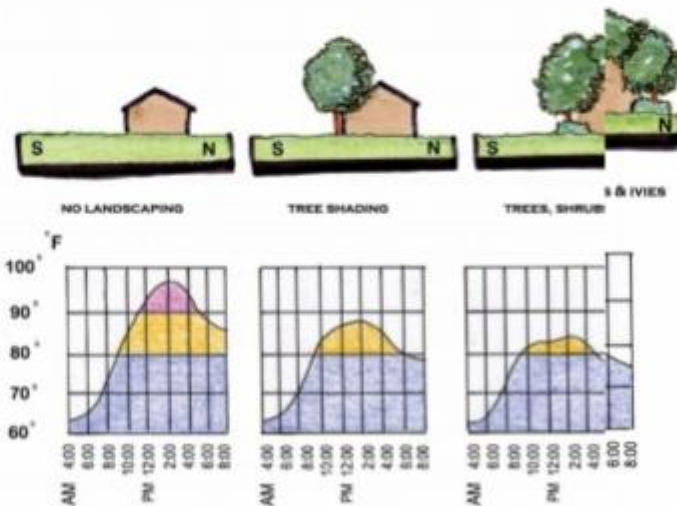 S N
S N
S N
NO LANDSCAPING
TREE SHADING
TREES, SHRUB
S & IVIES
°F
100°
90°
80°
70°
60°
4:00 6:00 8:00 10:00 12:00 2:00 4:00 6:00 8:00
AM PM
4:00 6:00 8:00 10:00 12:00 2:00 4:00 6:00 8:00
AM PM
4:00 6:00 8:00 10:00 12:00 2:00 4:00 6:00 8:00
AM PM